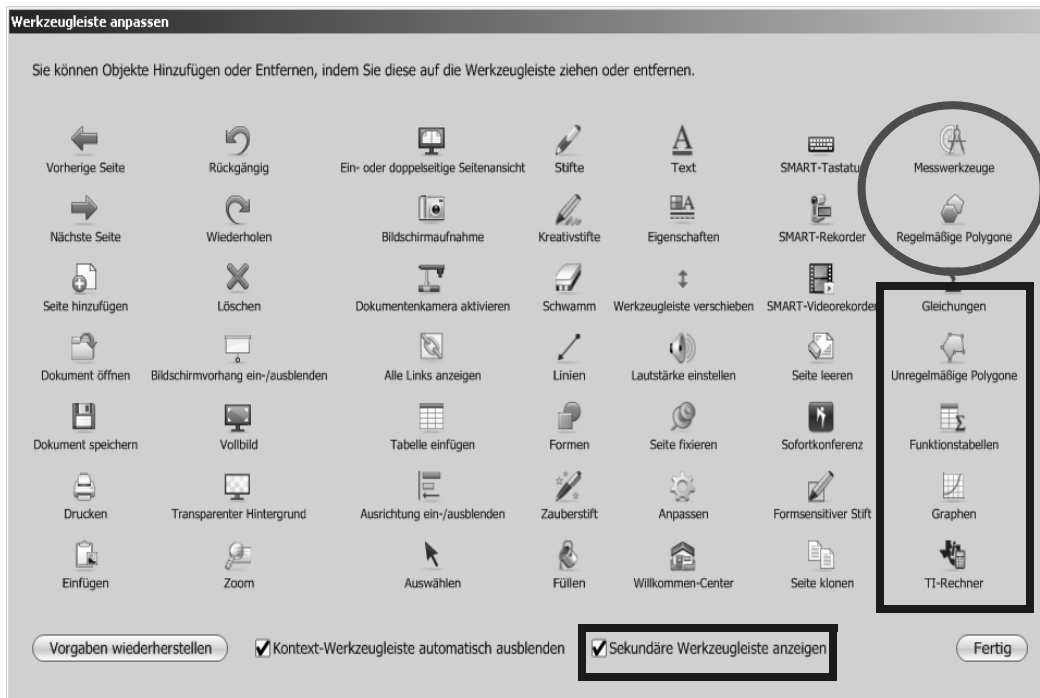 Werkzeugleiste anpassen
Sie können Objekte Hinzufügen oder Entfernen, indem Sie diese auf die Werkzeugleiste ziehen oder entfernen.
Vorherige Seite Rückgängig Ein- oder doppelseitige Seitenansicht Stifte Text SMART-Tastatur Messwerkzeuge
Nächste Seite Wiederholen Bildschirmaufnahme Kreativstifte Eigenschaften SMART-Rekorder Regelmäßige Polygone
Seite hinzufügen Löschen Dokumentenkamera aktivieren Schwamm Werkzeugleiste verschieben SMART-Videorekorder Gleichungen
Dokument öffnen Bildschirmvorhang ein-/ausblenden Alle Links anzeigen Linien Lautstärke einstellen Seite leeren Unregelmäßige Polygone
Dokument speichern Vollbild Tabelle einfügen Formen Seite fixieren Sofortkonferenz Funktionstabellen
Drucken Transparenter Hintergrund Ausrichtung ein-/ausblenden Zauberstift Anpassen Formsensitiver Stift Graphen
Einfügen Zoom Auswählen Füllen Willkommen-Center Seite klonen TI-Rechner
Vorgaben wiederherstellen Kontext-Werkzeugleiste automatisch ausblenden Sekundäre Werkzeugleiste anzeigen Fertig